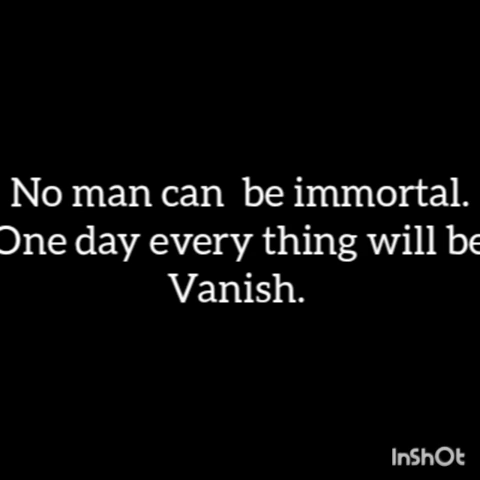 No man can be immortal.
One day every thing will be
Vanish.
InShOt